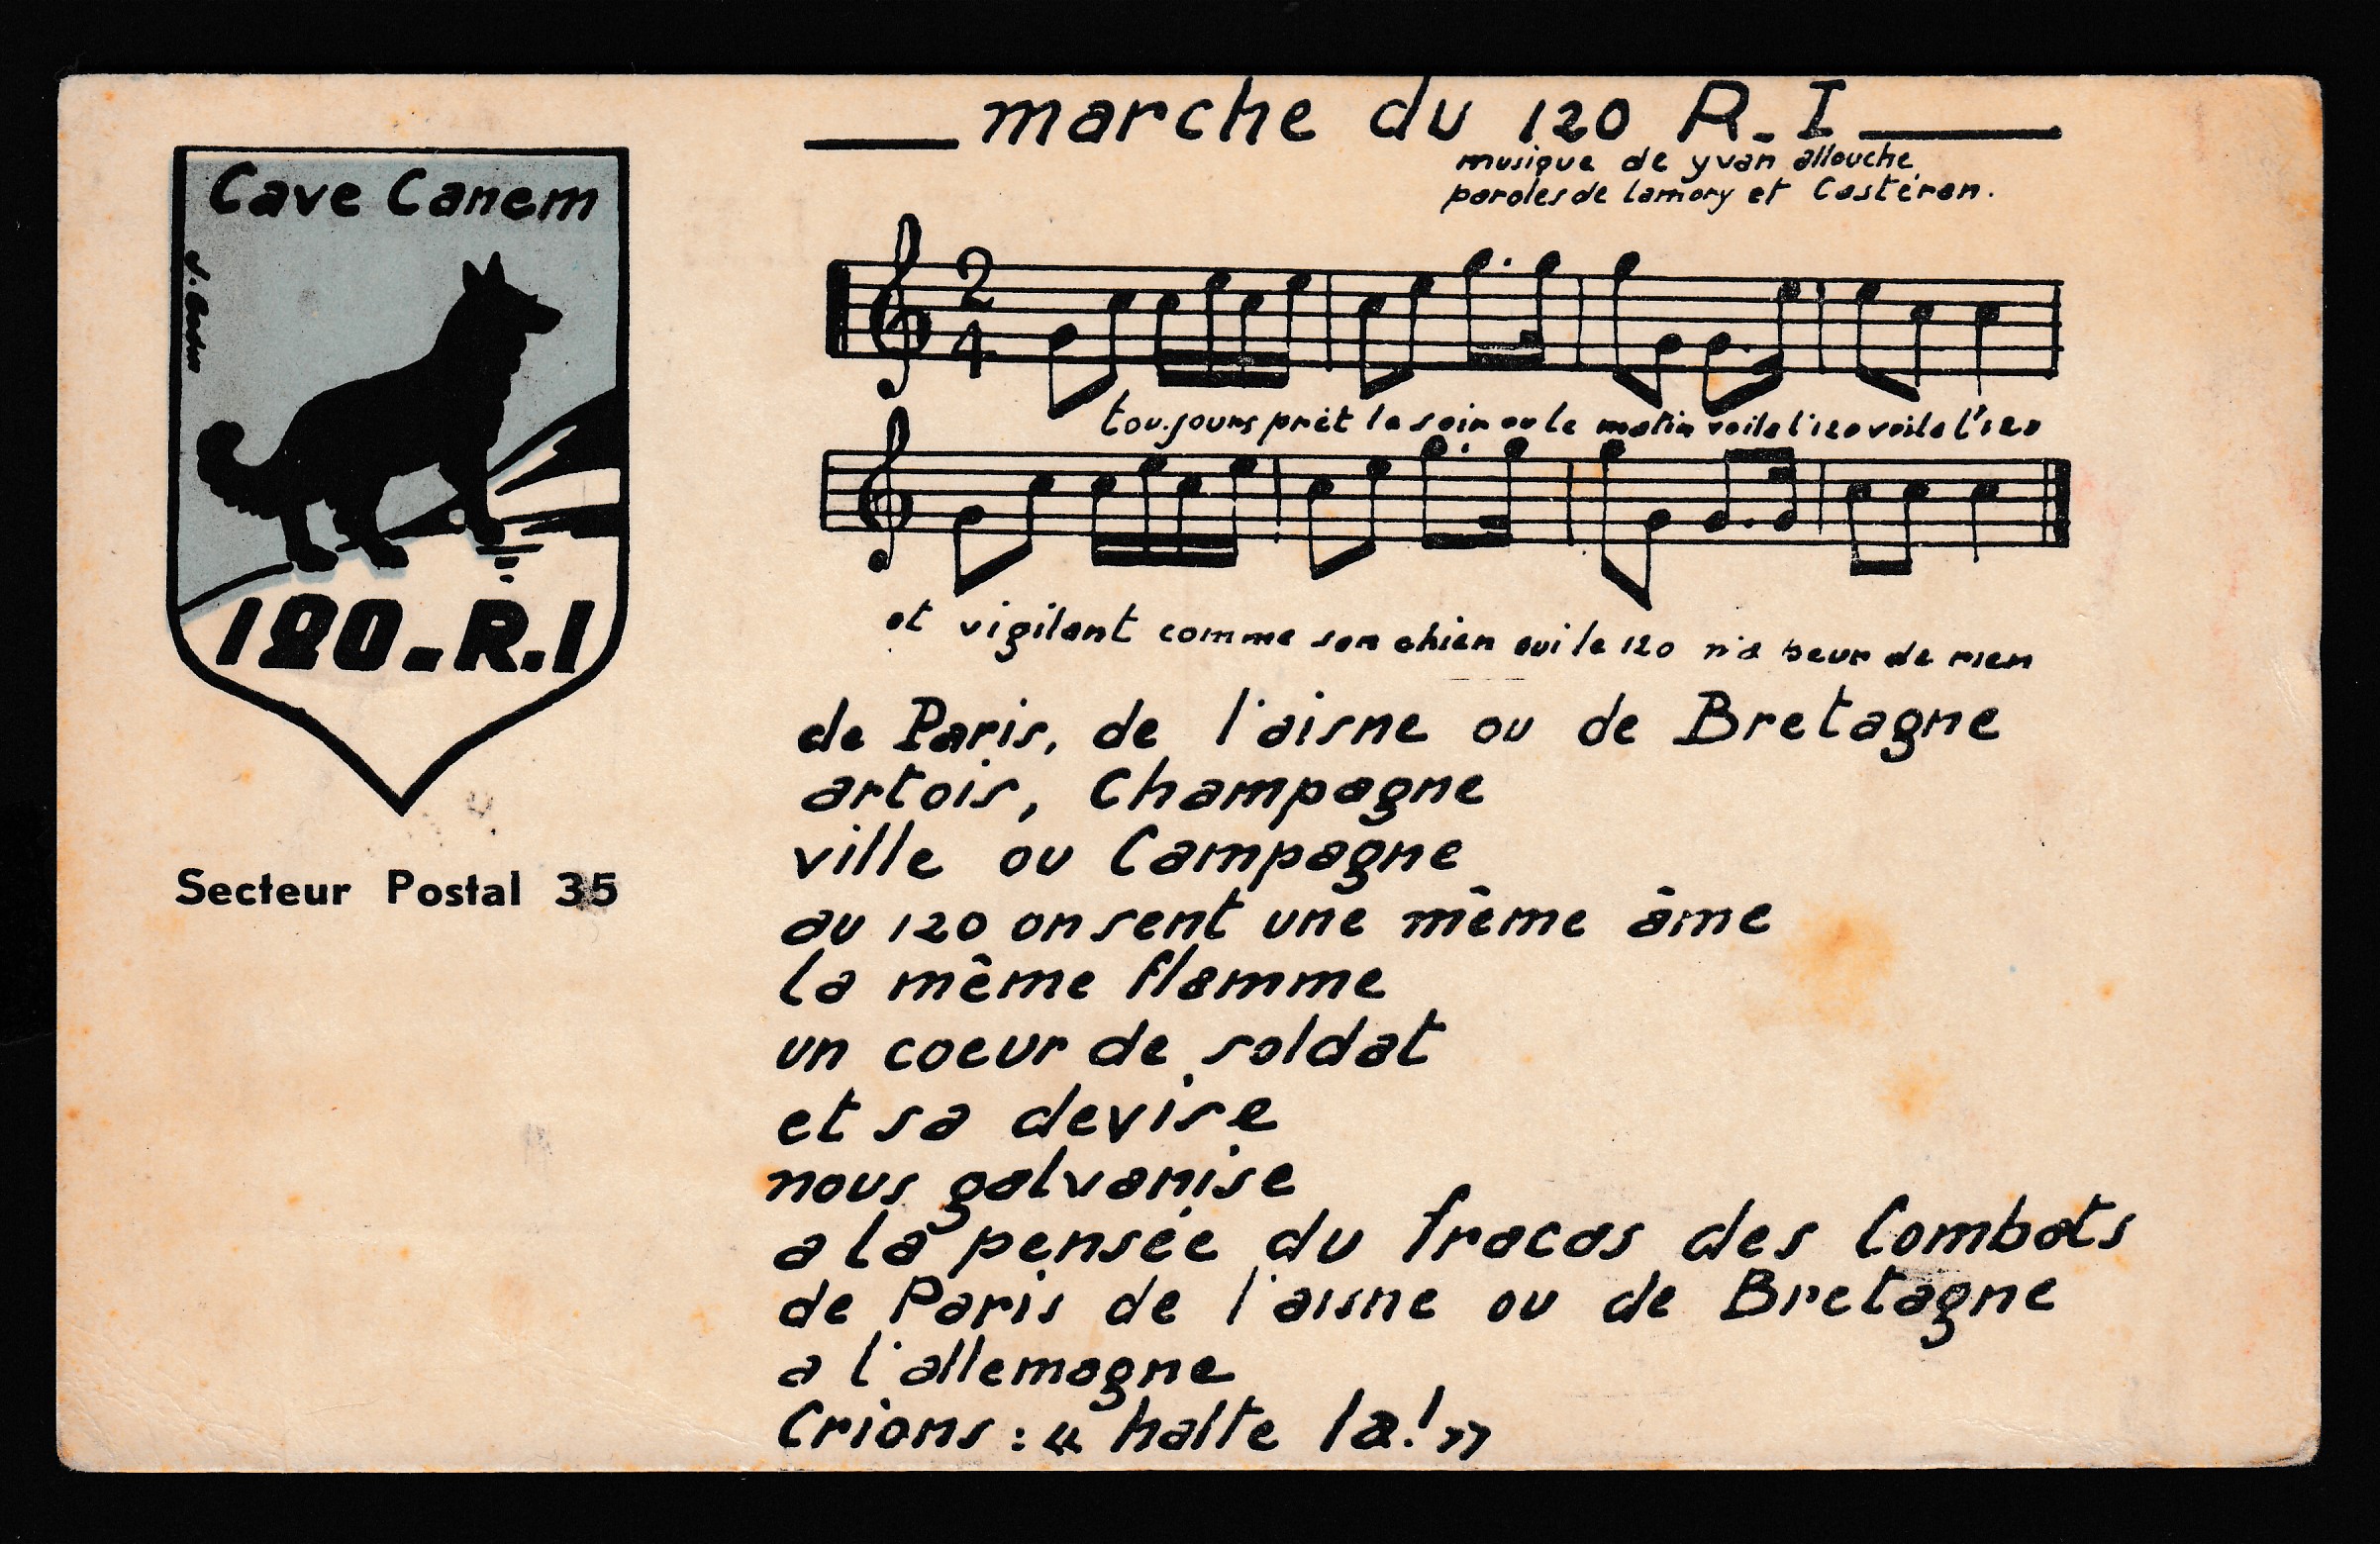 marche du 120 R.I
musique de yvan allouche
paroles de lamory et Castéran.
Cave Canem
120-R.I
Secteur Postal 35
2
4
toujours prêt le soir ou le matin voila l'120 voila l'120
et vigilant comme son chien oui le 120 n'a peur de rien
de Paris, de l'aisne ou de Bretagne
artois, Champagne
ville ou Campagne
au 120 on sent une même âme
la même flamme
un coeur de soldat
et sa devise
nous galvanise
a la pensée du fracas des Combats
de Paris de l'aisne ou de Bretagne
a l'allemagne
Crions : « halte la! »